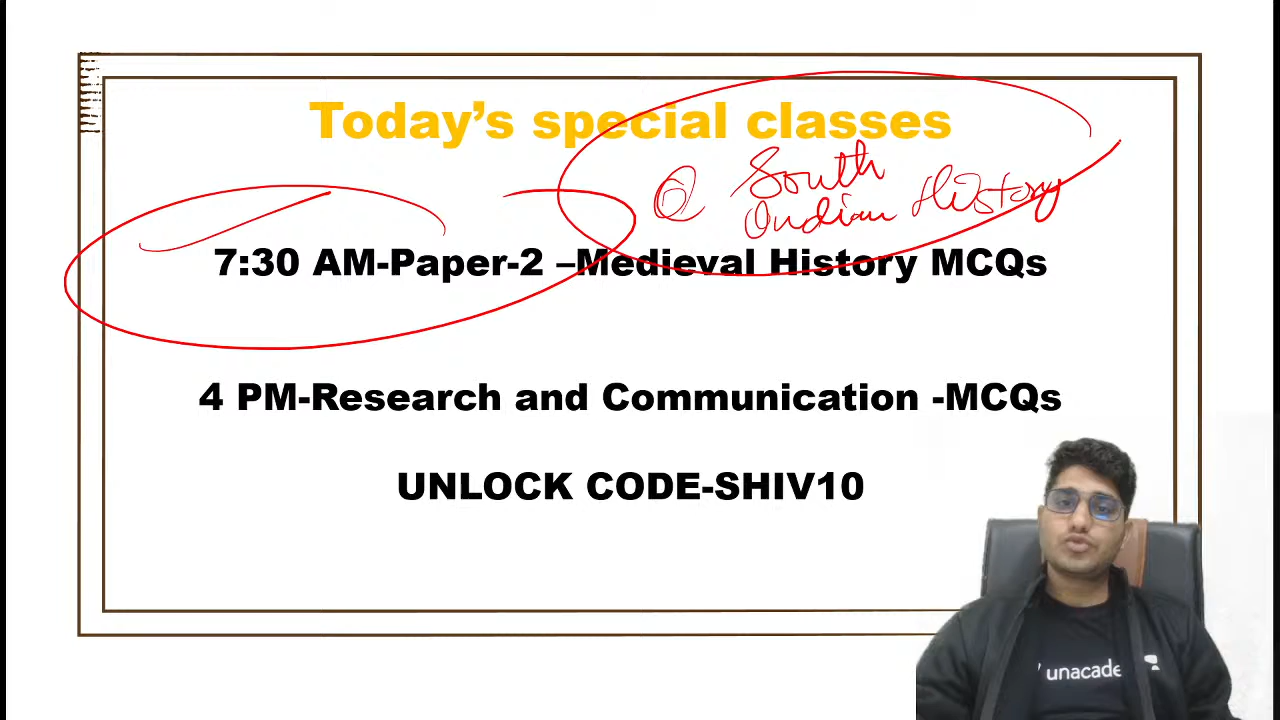 Today's special classes
South
Indian History
7:30 AM-Paper-2 –Medieval History MCQs
4 PM-Research and Communication -MCQs
UNLOCK CODE-SHIV10
unacade